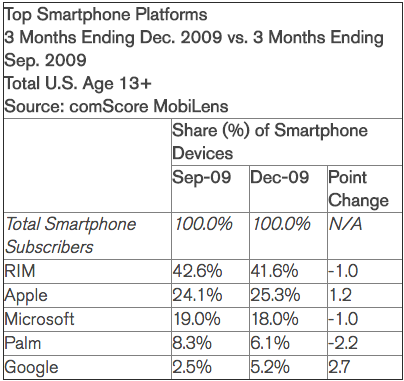 Top Smartphone Platforms
3 Months Ending Dec. 2009 vs. 3 Months Ending
Sep. 2009
Total U.S. Age 13+
Source: comScore MobiLens
Share (%) of Smartphone
Devices
Sep-09 Dec-09 Point
Change
Total Smartphone 100.0% 100.0% N/A
Subscribers
RIM 42.6% 41.6% -1.0
Apple 24.1% 25.3% 1.2
Microsoft 19.0% 18.0% -1.0
Palm 8.3% 6.1% -2.2
Google 2.5% 5.2% 2.7